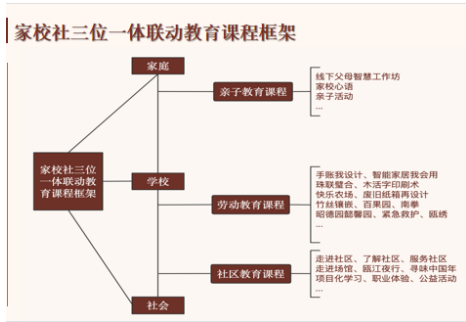 家校社三位一体联动教育课程框架
家庭
亲子教育课程
线下父母智慧工作坊
家校心语
亲子活动
...
家校社三位
一体联动教
育课程框架
学校
劳动教育课程
手账我设计、智能家居我会用
珠联璧合、木活字印刷术
快乐农场、废旧纸箱再设计
竹丝镶嵌、百果园、南拳
昭德园韶馨园、紧急救护、瓯绣
...
社区教育课程
走进社区、了解社区、服务社区
走进场馆、瓯江夜行、寻味中国年
项目化学习、职业体验、公益活动
...
社会